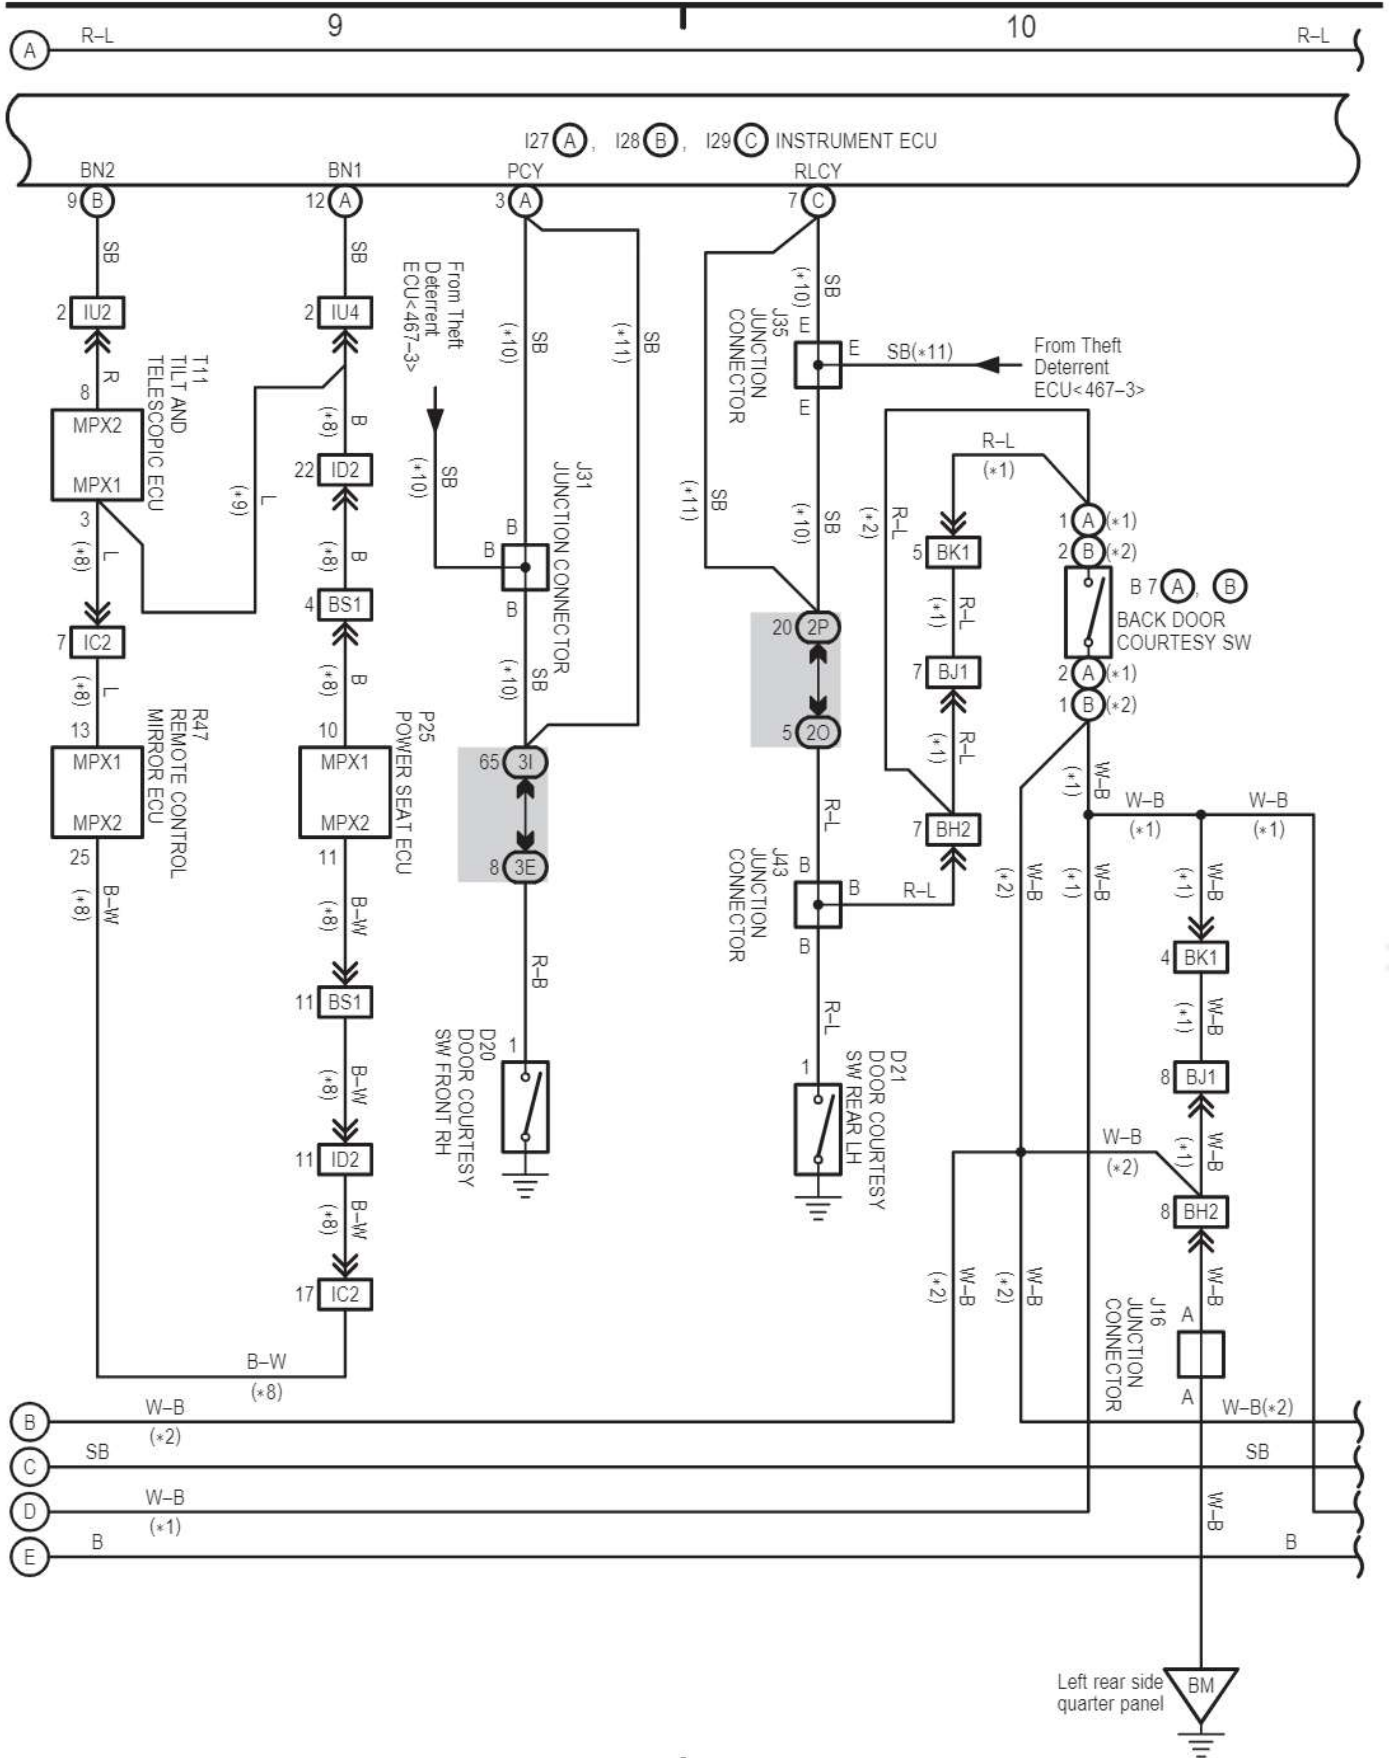 9
10
A
R–L
R–L
I27 A , I28 B , I29 C INSTRUMENT ECU
BN2
BN1
PCY
RLCY
9 B
12 A
3 A
7 C
SB
SB
From Theft
Deterrent
ECU<467–3>
SB
(*10)
SB
(*11)
SB
(*10)
2 IU2
2 IU4
E
J35
JUNCTION
CONNECTOR
E
SB(*11)
From Theft
Deterrent
ECU<467–3>
E
R
8
MPX2
MPX1
T11
TILT AND
TELESCOPIC ECU
3
B
(*8)
L
(*9)
22 ID2
SB
(*10)
J31
JUNCTION CONNECTOR
B
B
B
SB
(*11)
SB
(*10)
R–L
(*2)
R–L
(*1)
5 BK1
1 A (*1)
2 B (*2)
B 7 A , B
BACK DOOR
COURTESY SW
2 A (*1)
1 B (*2)
L
(*8)
B
(*8)
4 BS1
7 IC2
L
(*8)
B
(*8)
SB
(*10)
20 2P
5 2O
R–L
(*1)
7 BJ1
R–L
(*1)
13
MPX1
MPX2
R47
REMOTE CONTROL
MIRROR ECU
25
10
MPX1
MPX2
P25
POWER SEAT ECU
11
65 3I
8 3E
R–L
7 BH2
W–B
(*1)
W–B
(*1)
W–B
(*1)
B–W
(*8)
B–W
(*8)
J43
JUNCTION
CONNECTOR
B
B
B
R–L
W–B
(*2)
W–B
(*1)
W–B
(*1)
4 BK1
11 BS1
R–B
R–L
W–B
(*1)
B–W
(*8)
D20
DOOR COURTESY
SW FRONT RH
1
D21
DOOR COURTESY
SW REAR LH
1
8 BJ1
11 ID2
W–B
(*2)
W–B
(*1)
B–W
(*8)
8 BH2
17 IC2
W–B
(*2)
W–B
(*2)
W–B
J16
JUNCTION
CONNECTOR
A
A
B–W
(*8)
B
W–B
(*2)
W–B(*2)
C
SB
SB
D
W–B
(*1)
W–B
E
B
B
Left rear side
quarter panel
BM